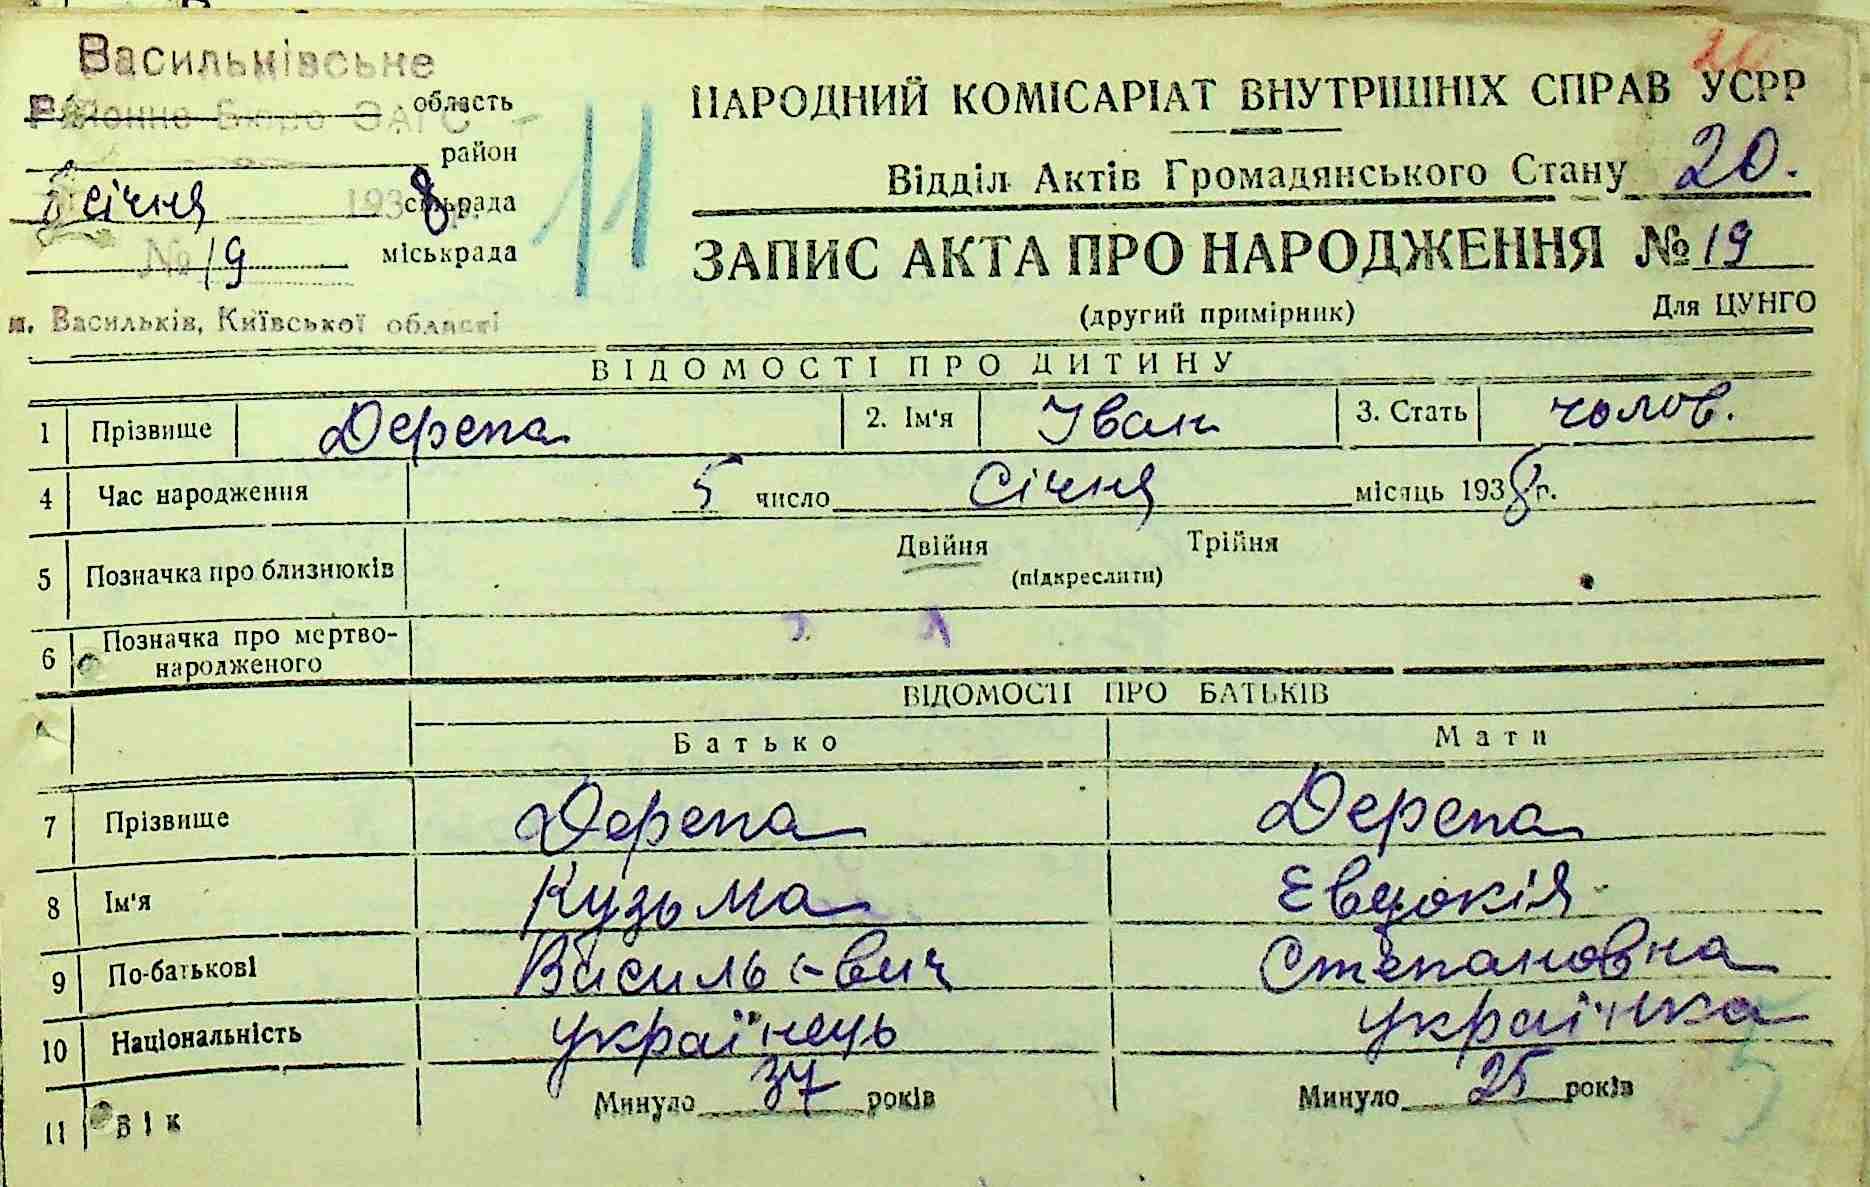 Васильківське
Районне Бюро ЗАГС область
район
8 січня 1938 р. сільрада
№ 19 міськрада
м. Васильків, Київської області
11
20
НАРОДНИЙ КОМІСАРІАТ ВНУТРІШНІХ СПРАВ УСРР
Відділ Актів Громадянського Стану 20.
ЗАПИС АКТА ПРО НАРОДЖЕННЯ № 19
(другий примірник) Для ЦУНГО
ВІДОМОСТІ ПРО ДИТИНУ
1 Прізвище Дерепа 2. Ім'я Іван 3. Стать чолов.
4 Час народження 5 число Січня місяць 1938 р.
5 Позначка про близнюків Двійня Трійня
(підкреслити)
6 Позначка про мертво-
народженого
ВІДОМОСТІ ПРО БАТЬКІВ
Батько Мати
7 Прізвище Дерепа Дерепа
8 Ім'я Кузьма Евдокія
9 По-батькові Васильевич Степановна
10 Національність українець українка
11 Вік Минуло 37 років Минуло 25 років